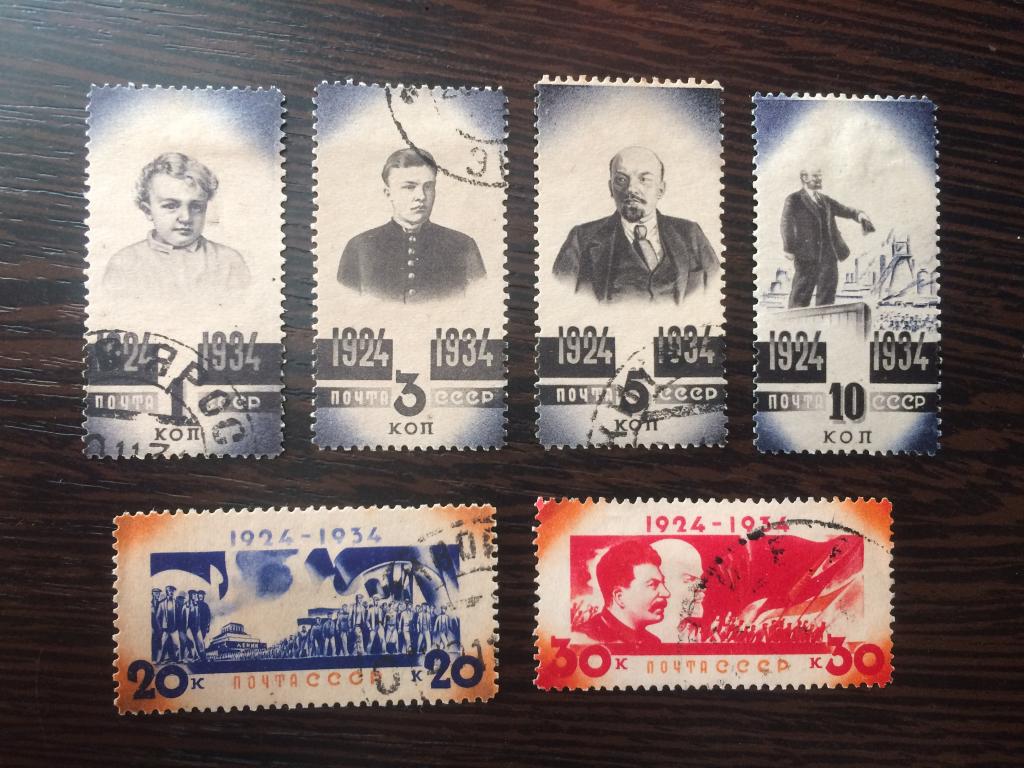 1924 1934
ПОЧТА 1 СССР
КОП
1924 1934
ПОЧТА 3 СССР
КОП
1924 1934
ПОЧТА 5 СССР
КОП
1924 1934
ПОЧТА 10 СССР
КОП
1924-1934
ЛЕНИН
20 К ПОЧТА СССР К 20
1924-1934
30 К ПОЧТА СССР К 30